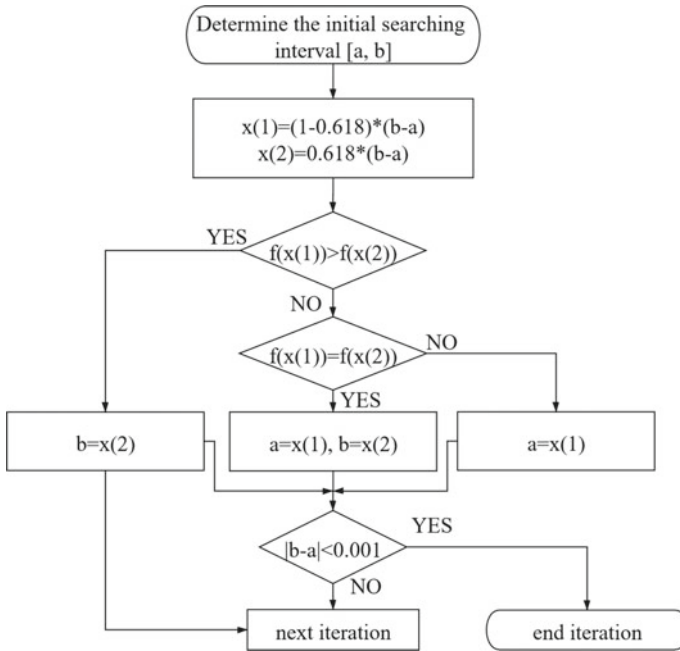 Determine the initial searching
interval [a, b]
x(1)=(1-0.618)*(b-a)
x(2)=0.618*(b-a)
YES
f(x(1))>f(x(2))
NO
f(x(1))=f(x(2))
NO
YES
b=x(2)
a=x(1), b=x(2)
a=x(1)
YES
|b-a|<0.001
NO
next iteration
end iteration